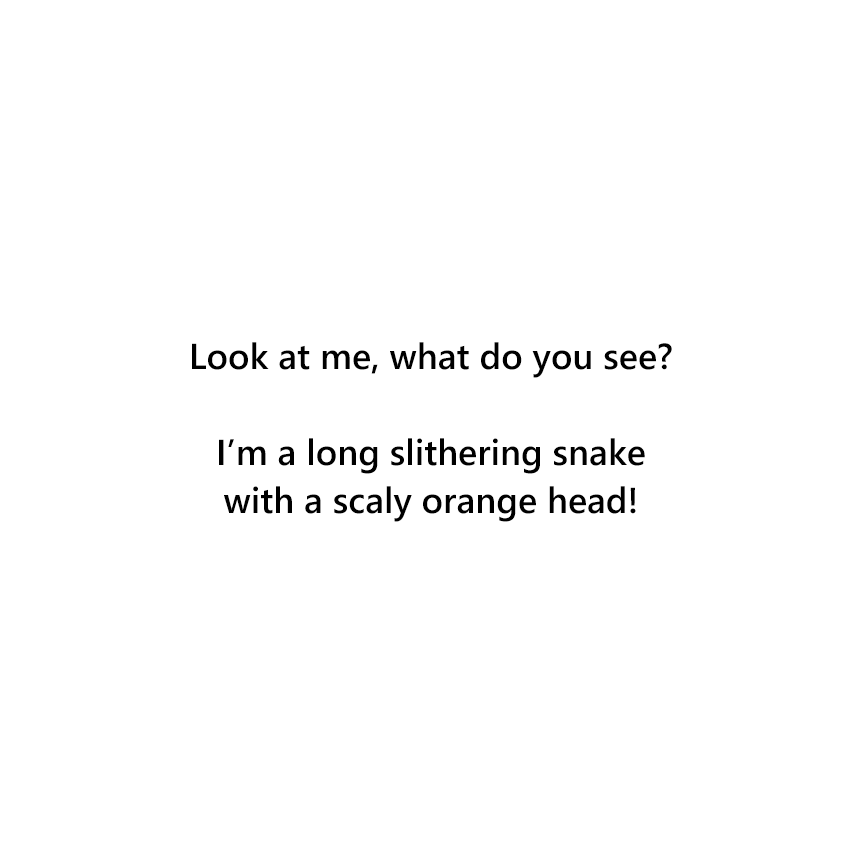 Look at me, what do you see?
I’m a long slithering snake
with a scaly orange head!